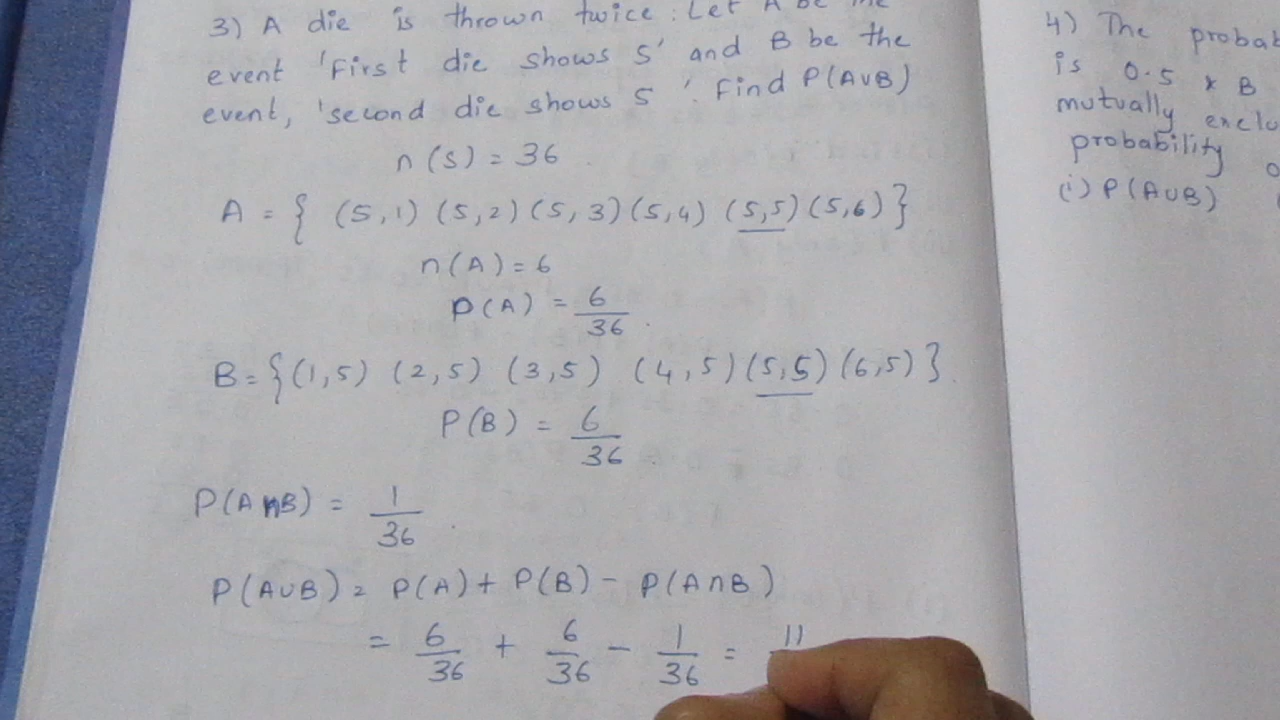 3) A die is thrown twice. Let A be the
event 'First die shows 5' and B be the
event, 'second die shows 5'. Find P(A∪B)
n(S) = 36
A = { (5,1) (5,2) (5,3) (5,4) (5,5) (5,6) }
n(A) = 6
P(A) = 6/36.
B = { (1,5) (2,5) (3,5) (4,5) (5,5) (6,5) }.
P(B) = 6/36.
P(A∩B) = 1/36.
P(A∪B) = P(A) + P(B) - P(A∩B)
= 6/36 + 6/36 - 1/36 = 11
4) The
is 0.5 & B
mutually
probability
(i) P(A∪B)